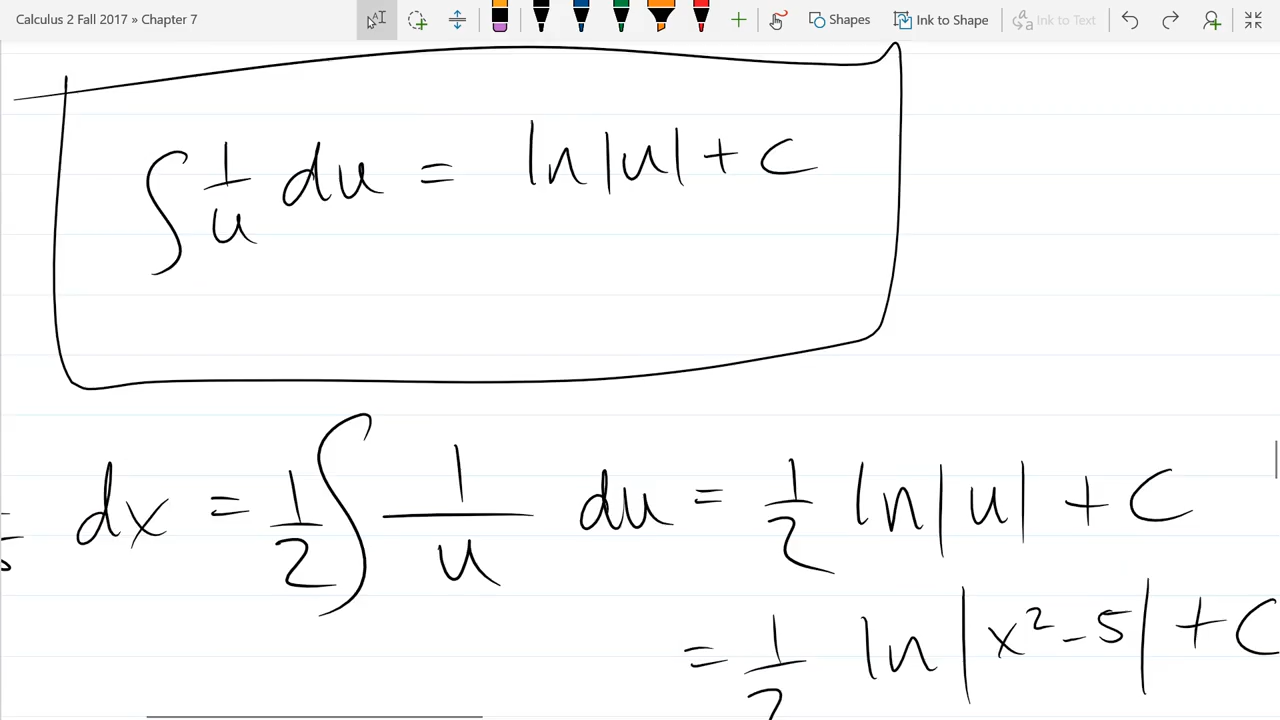 Calculus 2 Fall 2017 » Chapter 7
Shapes
Ink to Shape
Ink to Text
∫ 1/u du = ln|u| + C
dx = 1/2 ∫ 1/u du = 1/2 ln|u| + C
= 1/2 ln|x² - 5| + C